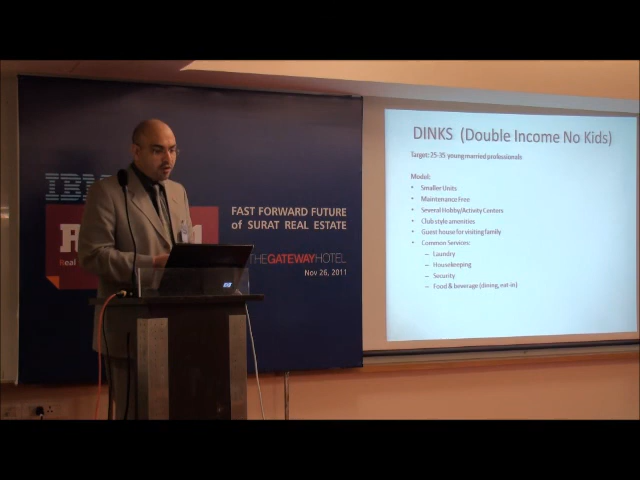 IBM
FAST FORWARD FUTURE
of SURAT REAL ESTATE
THE GATEWAY HOTEL
Nov 26, 2011
Real
hp
DINKS (Double Income No Kids)
Target: 25-35 young married professionals
Model:
• Smaller Units
• Maintenance Free
• Several Hobby/Activity Centers
• Club style amenities
• Guest house for visiting family
• Common Services:
– Laundry
– Housekeeping
– Security
– Food & beverage (dining, eat-in)